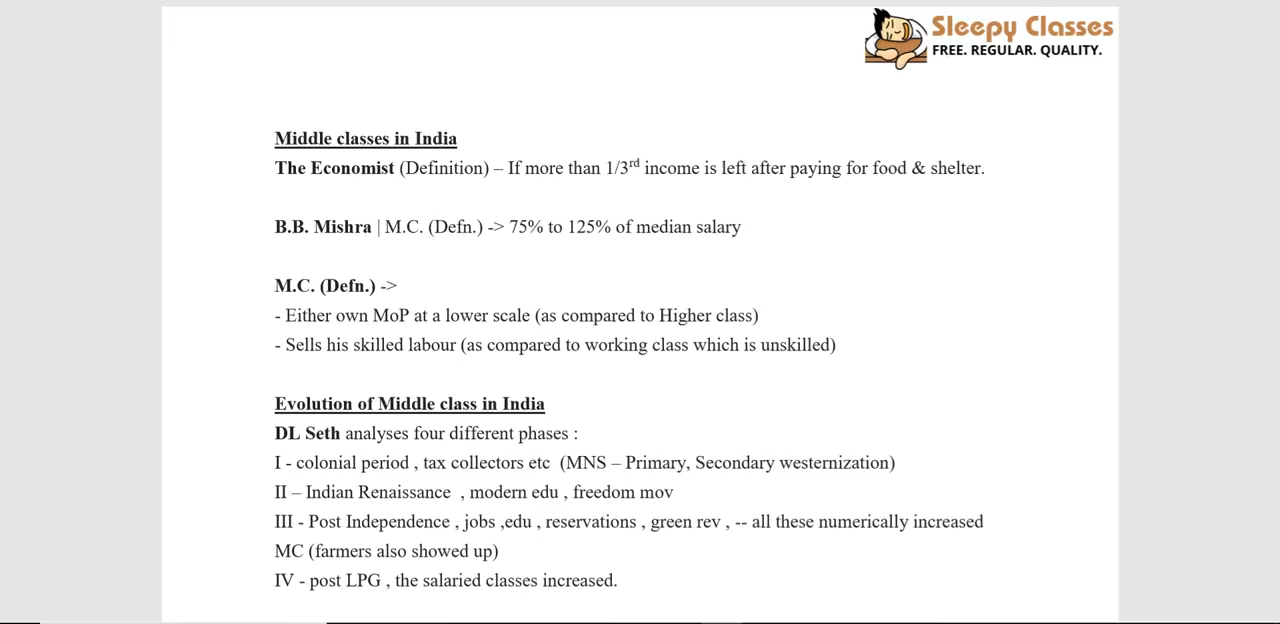 Sleepy Classes
FREE. REGULAR. QUALITY.
Middle classes in India
The Economist (Definition) – If more than 1/3rd income is left after paying for food & shelter.
B.B. Mishra | M.C. (Defn.) -> 75% to 125% of median salary
M.C. (Defn.) ->
- Either own MoP at a lower scale (as compared to Higher class)
- Sells his skilled labour (as compared to working class which is unskilled)
Evolution of Middle class in India
DL Seth analyses four different phases :
I - colonial period , tax collectors etc (MNS – Primary, Secondary westernization)
II – Indian Renaissance , modern edu , freedom mov
III - Post Independence , jobs ,edu , reservations , green rev , -- all these numerically increased
MC (farmers also showed up)
IV - post LPG , the salaried classes increased.